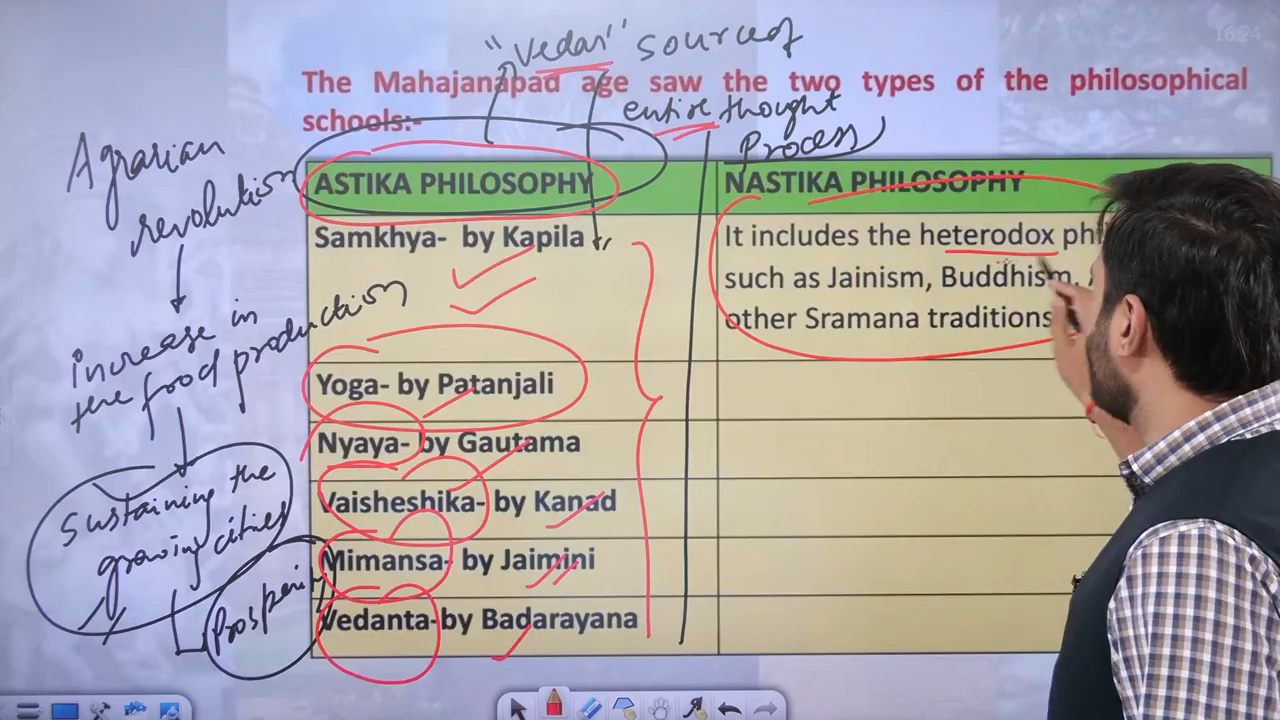 16:24
"Vedas" source of
The Mahajanapad age saw the two types of the philosophical
schools:-
entire thought
Process
Agrarian
revolution
increase in
the food production
Sustaining the
growing cities
Prosperity
ASTIKA PHILOSOPHY
NASTIKA PHILOSOPHY
Samkhya- by Kapila
It includes the heterodox
such as Jainism, Buddhism,
other Sramana traditions
Yoga- by Patanjali
Nyaya- by Gautama
Vaisheshika- by Kanad
Mimansa- by Jaimini
Vedanta-by Badarayana